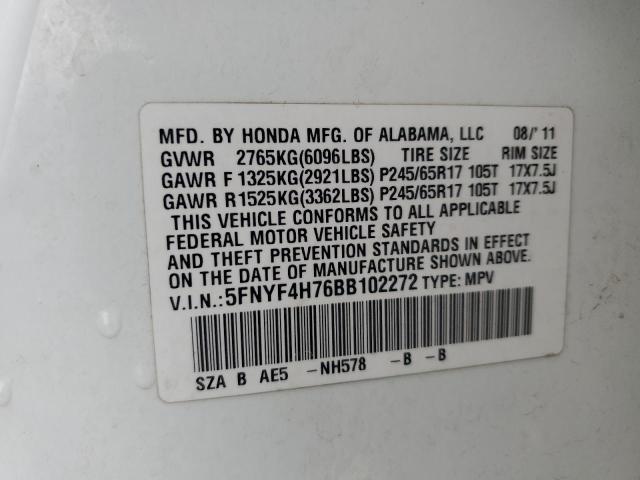 MFD. BY HONDA MFG. OF ALABAMA, LLC 08/'11
GVWR 2765KG(6096LBS) TIRE SIZE RIM SIZE
GAWR F 1325KG(2921LBS) P245/65R17 105T 17X7.5J
GAWR R 1525KG(3362LBS) P245/65R17 105T 17X7.5J
THIS VEHICLE CONFORMS TO ALL APPLICABLE
FEDERAL MOTOR VEHICLE SAFETY
AND THEFT PREVENTION STANDARDS IN EFFECT
ON THE DATE OF MANUFACTURE SHOWN ABOVE.
V.I.N.:5FNYF4H76BB102272 TYPE: MPV
SZA B AE5 -NH578 -B -B